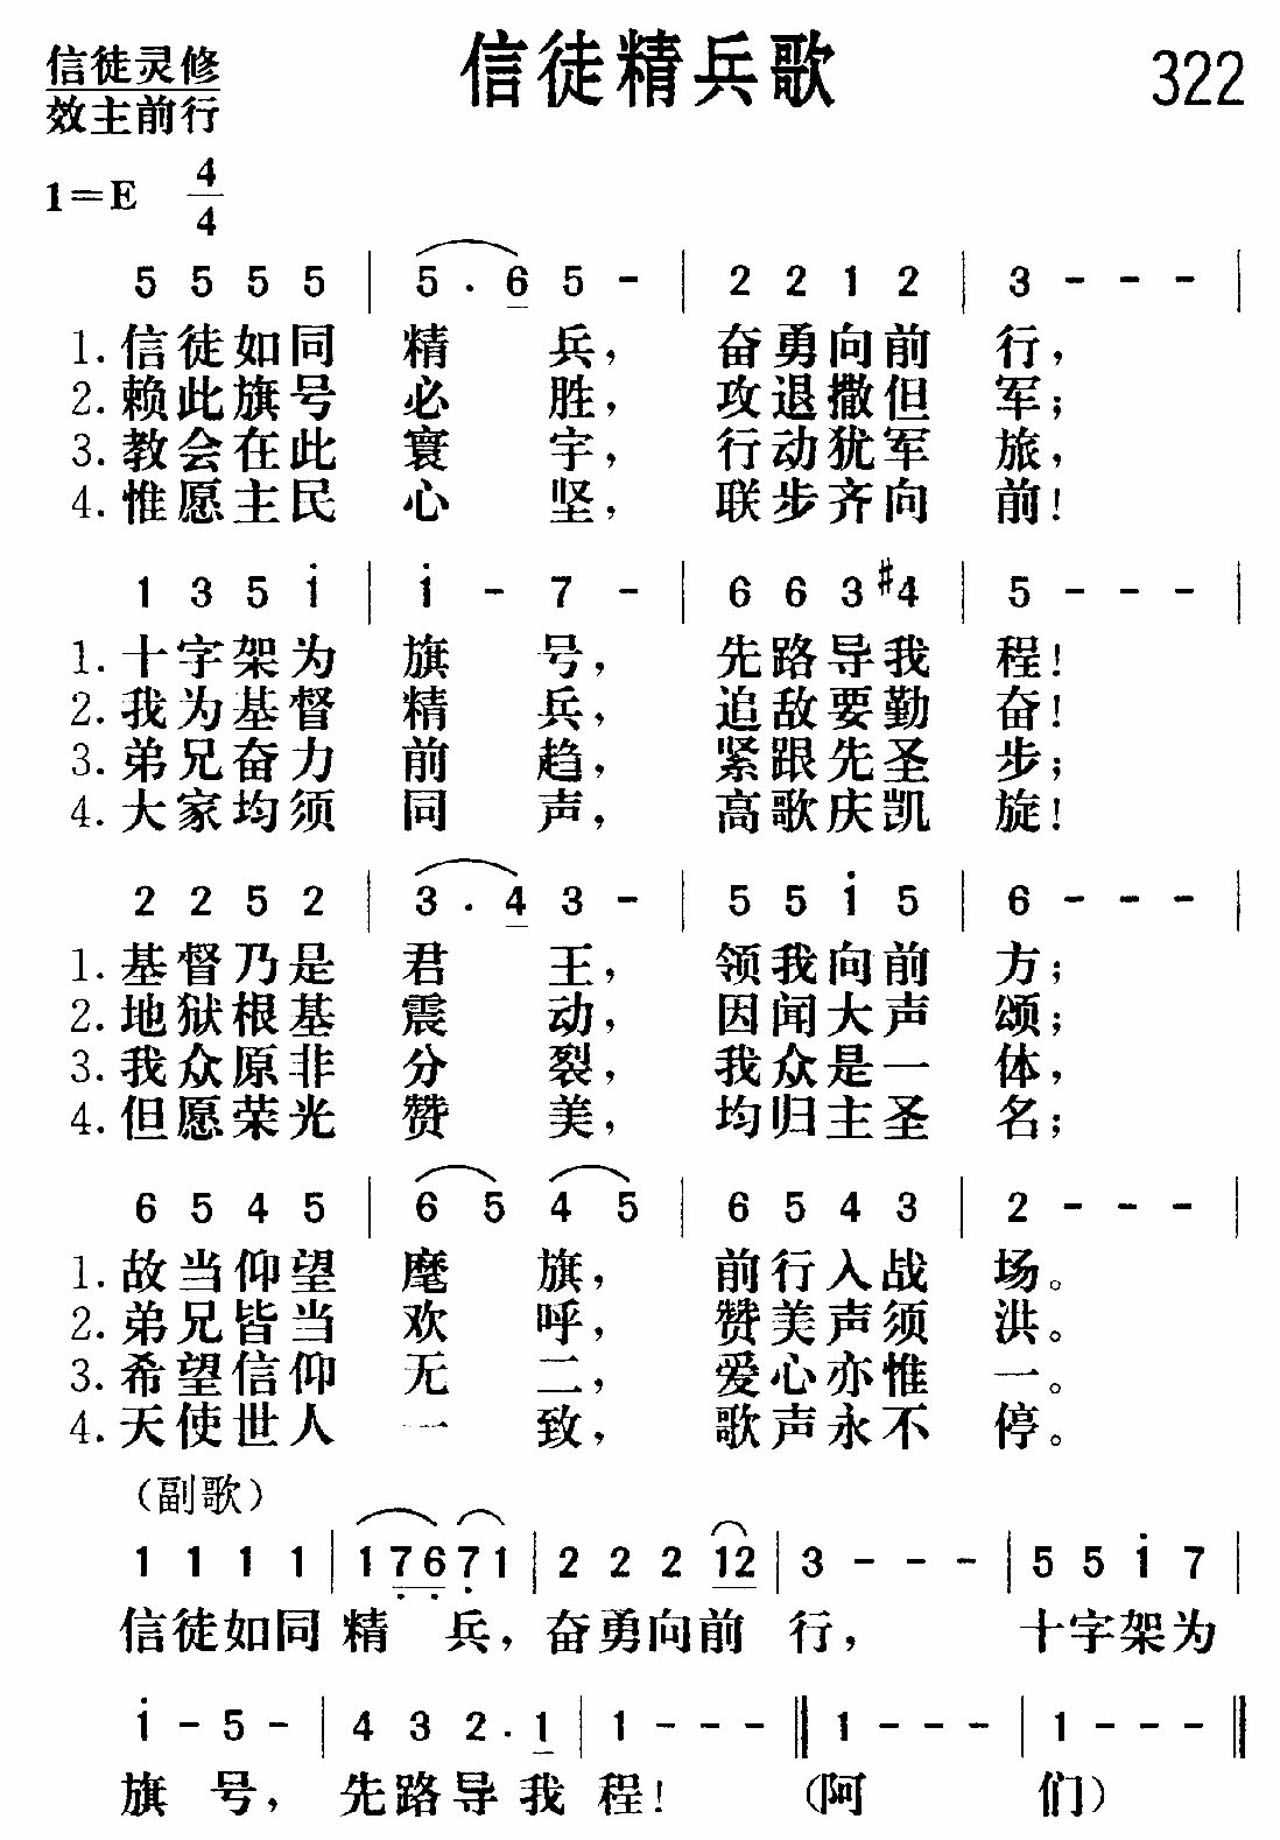 信徒灵修
效主前行
信徒精兵歌
322
1=E 4/4
5 5 5 5 | 5 . 6 5 - | 2 2 1 2 | 3 - - - |
1. 信徒如同 精 兵， 奋勇向前 行，
2. 赖此旗号 必 胜， 攻退撒但 军；
3. 教会在此 寰 宇， 行动犹军 旅，
4. 惟愿主民 心 坚， 联步齐向 前！
1 3 5 i | i - 7 - | 6 6 3 #4 | 5 - - - |
1. 十字架为 旗 号， 先路导我 程！
2. 我为基督 精 兵， 追敌要勤 奋！
3. 弟兄奋力 前 趋， 紧跟先圣 步；
4. 大家均须 同 声， 高歌庆凯 旋！
2 2 5 2 | 3 . 4 3 - | 5 5 i 5 | 6 - - - |
1. 基督乃是 君 王， 领我向前 方；
2. 地狱根基 震 动， 因闻大声 颂；
3. 我众原非 分 裂， 我众是一 体，
4. 但愿荣光 赞 美， 均归主圣 名；
6 5 4 5 | 6 5 4 5 | 6 5 4 3 | 2 - - - |
1. 故当仰望 麾 旗， 前行入战 场。
2. 弟兄皆当 欢 呼， 赞美声须 洪。
3. 希望信仰 无 二， 爱心亦惟 一。
4. 天使世人 一 致， 歌声永不 停。
（副歌）
1 1 1 1 | 1 7 6 7 1 | 2 2 2 12 | 3 - - - | 5 5 i 7 |
信徒如同 精 兵， 奋勇向前 行， 十字架为
i - 5 - | 4 3 2 . 1 | 1 - - - || 1 - - - | 1 - - - ||
旗 号， 先路导我 程！ （阿 们）